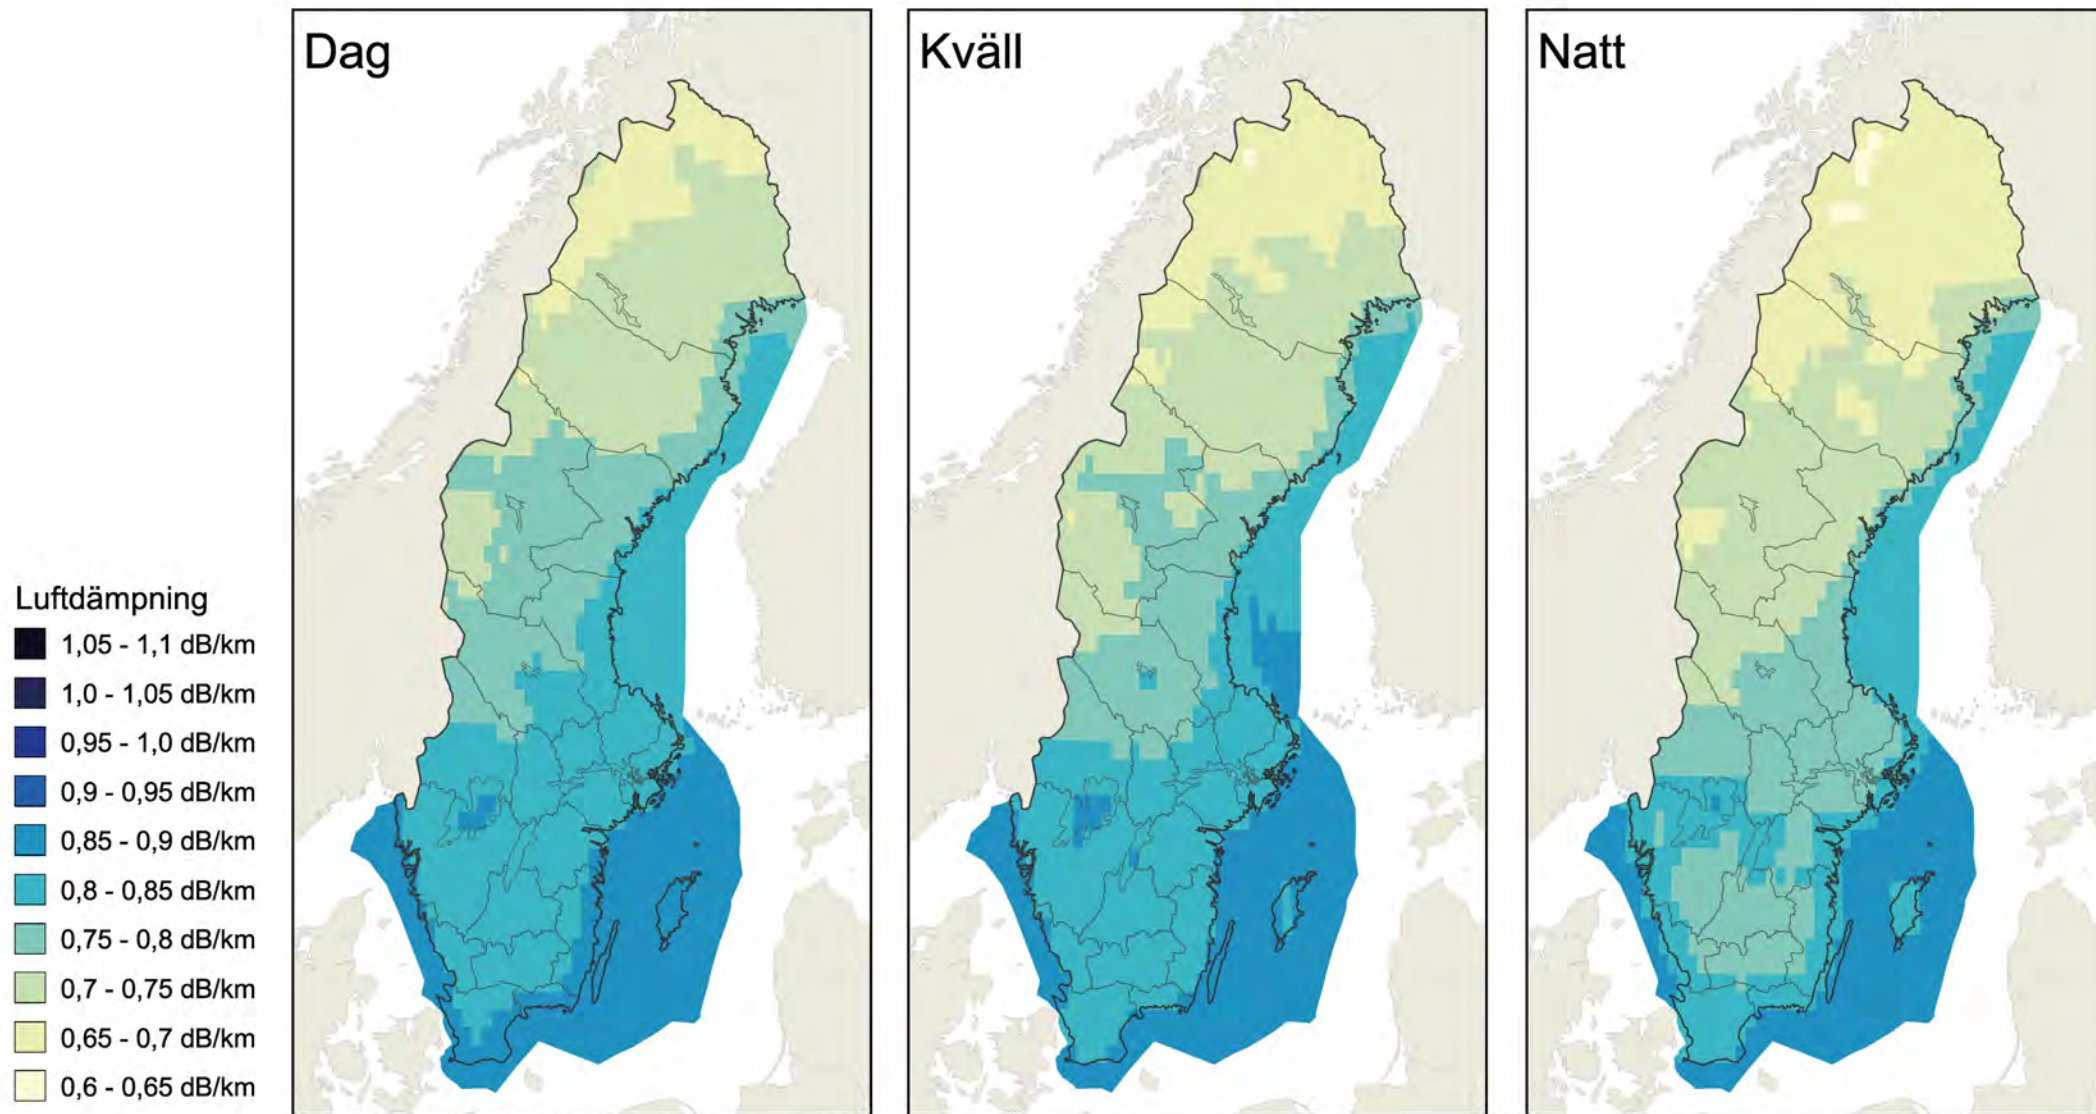 Dag
Kväll
Natt
Luftdämpning
1,05 - 1,1 dB/km
1,0 - 1,05 dB/km
0,95 - 1,0 dB/km
0,9 - 0,95 dB/km
0,85 - 0,9 dB/km
0,8 - 0,85 dB/km
0,75 - 0,8 dB/km
0,7 - 0,75 dB/km
0,65 - 0,7 dB/km
0,6 - 0,65 dB/km